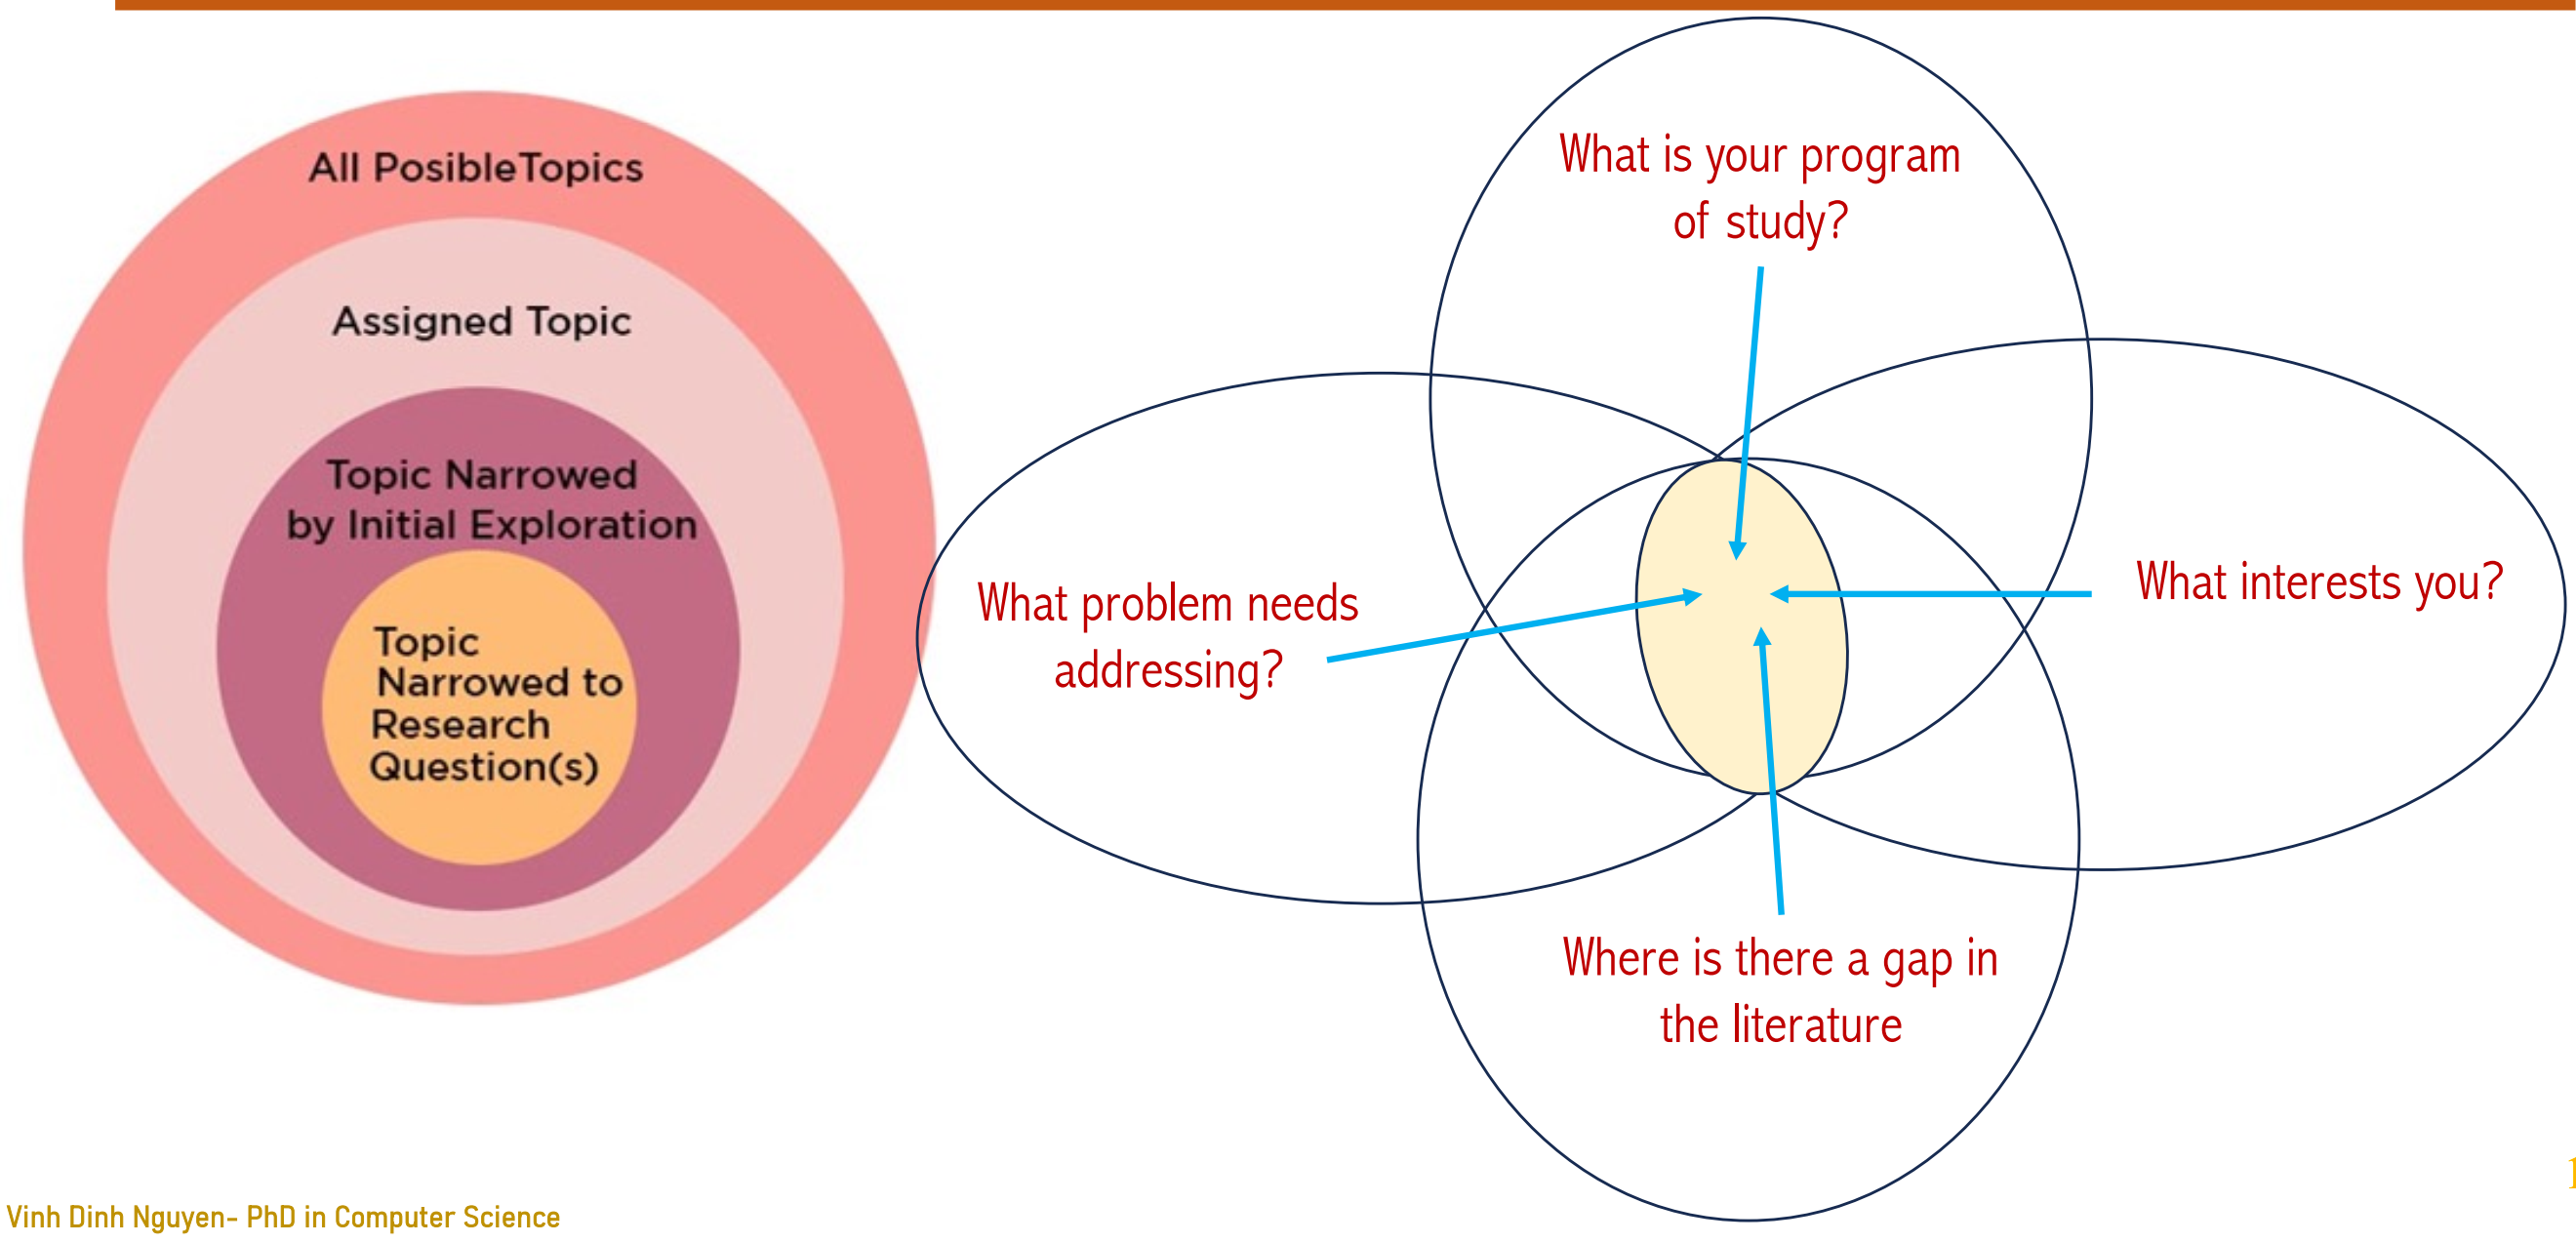 All PosibleTopics
Assigned Topic
Topic Narrowed
by Initial Exploration
Topic
Narrowed to
Research
Question(s)
What is your program
of study?
What problem needs
addressing?
What interests you?
Where is there a gap in
the literature
Vinh Dinh Nguyen- PhD in Computer Science